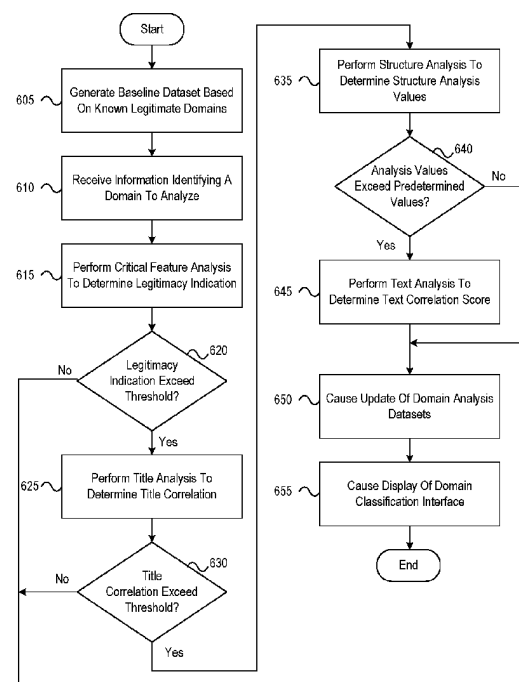 Start
605
Generate Baseline Dataset Based
On Known Legitimate Domains
610
Receive Information Identifying A
Domain To Analyze
615
Perform Critical Feature Analysis
To Determine Legitimacy Indication
620
No
Legitimacy
Indication Exceed
Threshold?
Yes
625
Perform Title Analysis To
Determine Title Correlation
630
No
Title
Correlation Exceed
Threshold?
Yes
635
Perform Structure Analysis To
Determine Structure Analysis
Values
640
Analysis Values
Exceed Predetermined
Values?
No
Yes
645
Perform Text Analysis To
Determine Text Correlation Score
650
Cause Update Of Domain Analysis
Datasets
655
Cause Display Of Domain
Classification Interface
End